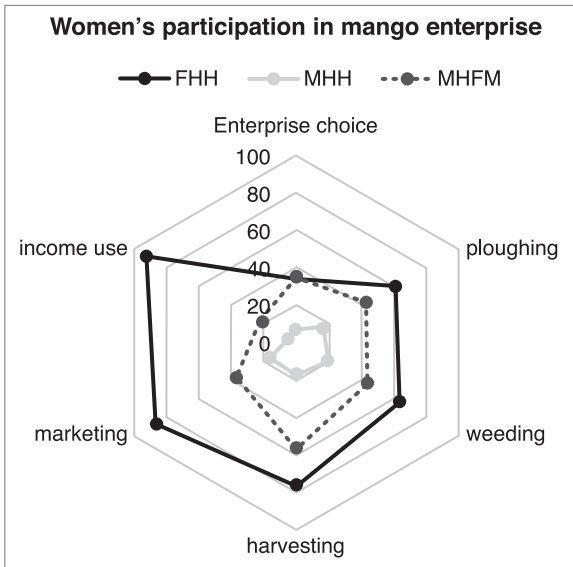 Women’s participation in mango enterprise
FHH MHH MHFM
Enterprise choice
100
80
60
40
20
0
income use
ploughing
marketing
weeding
harvesting